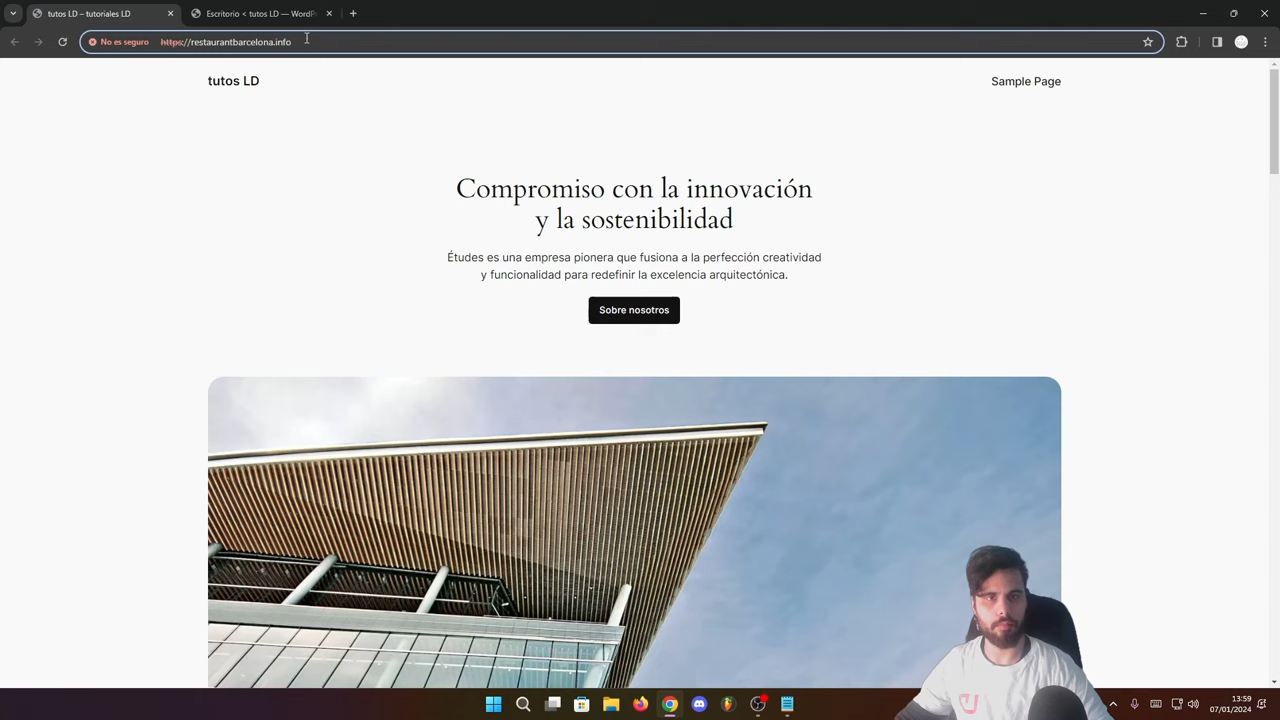 tutos LD – tutoriales LD
Escritorio < tutos LD — WordP
No es seguro
https://restaurantbarcelona.info
tutos LD
Sample Page
Compromiso con la innovación
y la sostenibilidad
Études es una empresa pionera que fusiona a la perfección creatividad
y funcionalidad para redefinir la excelencia arquitectónica.
Sobre nosotros
13:59
07/01/2024